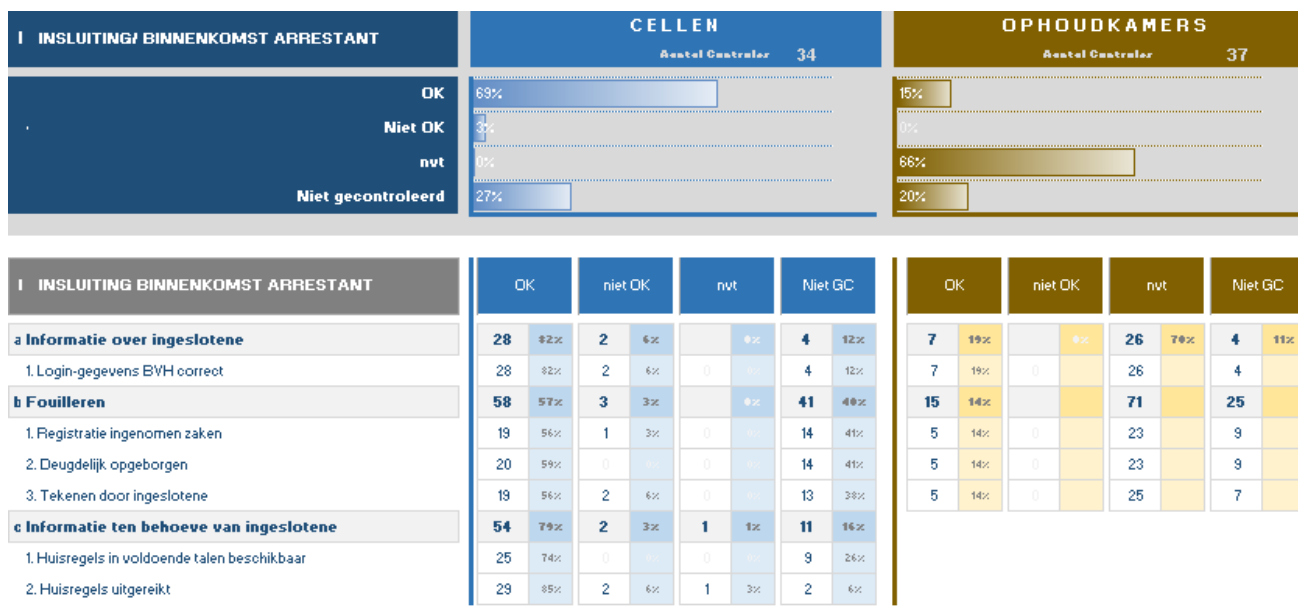 I INSLUITING/ BINNENKOMST ARRESTANT
CELLEN
Aantal Controles 34
OPHOUDKAMERS
Aantal Controles 37
OK 69% 15%
Niet OK 3% 0%
nvt 0% 66%
Niet gecontroleerd 27% 20%
I INSLUITING BINNENKOMST ARRESTANT OK niet OK nvt Niet GC OK niet OK nvt Niet GC
a Informatie over ingeslotene 28 82% 2 6% 0% 4 12% 7 19% 0% 26 70% 4 11%
1. Login-gegevens BVH correct 28 82% 2 6% 0 0% 4 12% 7 19% 0 26 4
b Fouilleren 58 57% 3 3% 0% 41 40% 15 14% 71 25
1. Registratie ingenomen zaken 19 56% 1 3% 0 0% 14 41% 5 14% 0 23 9
2. Deugdelijk opgeborgen 20 59% 0 0% 0 0% 14 41% 5 14% 0 23 9
3. Tekenen door ingeslotene 19 56% 2 6% 0 0% 13 38% 5 14% 0 25 7
c Informatie ten behoeve van ingeslotene 54 79% 2 3% 1 1% 11 16%
1. Huisregels in voldoende talen beschikbaar 25 74% 0 0% 0 0% 9 26%
2. Huisregels uitgereikt 29 85% 2 6% 1 3% 2 6%